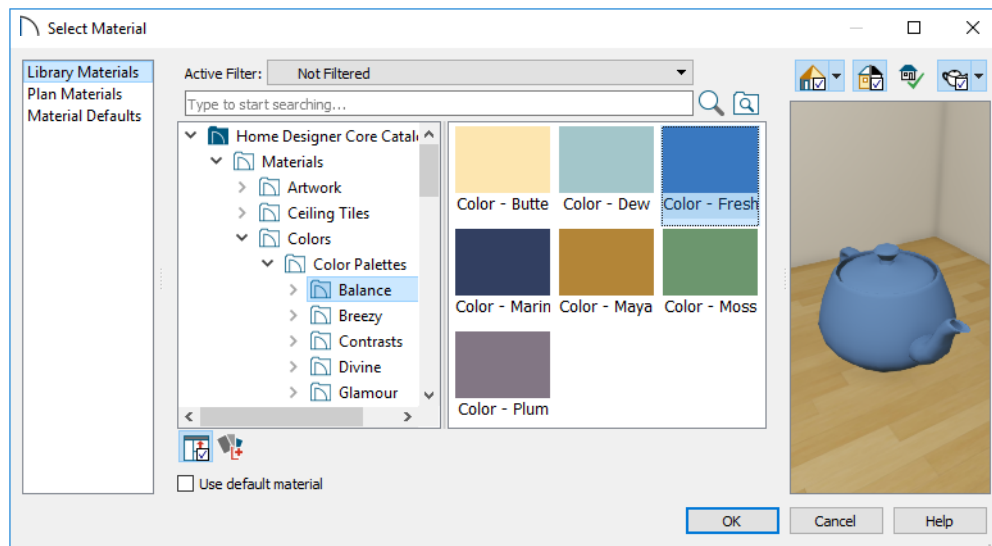 Select Material
Library Materials
Plan Materials
Material Defaults
Active Filter: Not Filtered
Type to start searching...
Home Designer Core Catal
Materials
Artwork
Ceiling Tiles
Colors
Color Palettes
Balance
Breezy
Contrasts
Divine
Glamour
Color - Butte Color - Dew Color - Fresh
Color - Marin Color - Maya Color - Moss
Color - Plum
Use default material
OK Cancel Help